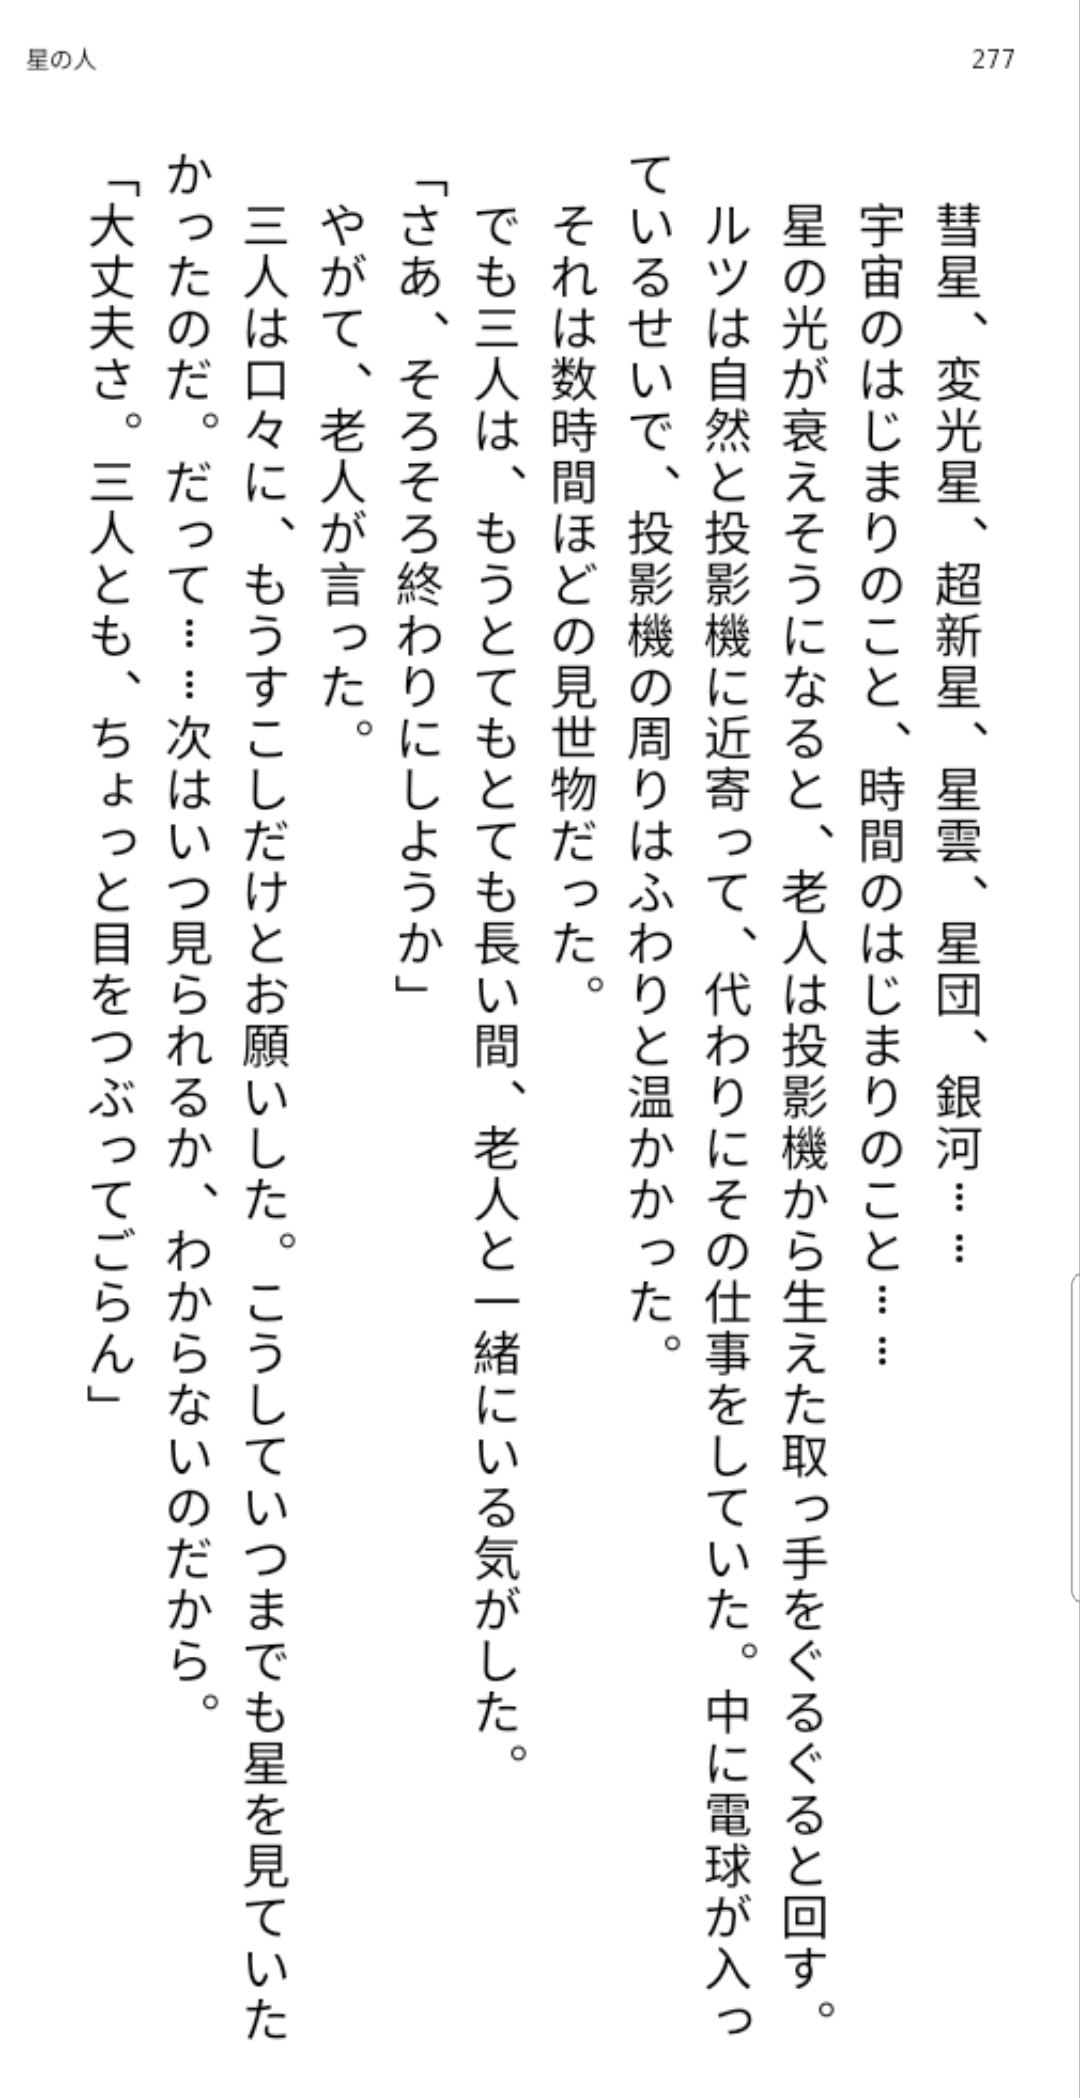 星の人
277
彗星、変光星、超新星、星雲、星団、銀河……
宇宙のはじまりのこと、時間のはじまりのこと……
星の光が衰えそうになると、老人は投影機から生えた取っ手をぐるぐると回す。
ルツは自然と投影機に近寄って、代わりにその仕事をしていた。中に電球が入っ
ているせいで、投影機の周りはふわりと温かかった。
それは数時間ほどの見世物だった。
でも三人は、もうとてもとても長い間、老人と一緒にいる気がした。
「さあ、そろそろ終わりにしようか」
やがて、老人が言った。
三人は口々に、もうすこしだけとお願いした。こうしていつまでも星を見ていた
かったのだ。だって……次はいつ見られるか、わからないのだから。
「大丈夫さ。三人とも、ちょっと目をつぶってごらん」